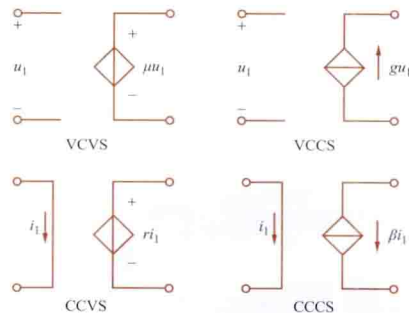 + +
u₁ μu₁
− −
VCVS
+
u₁ gu₁
−
VCCS
+
i₁ ri₁
−
CCVS
i₁ βi₁
CCCS